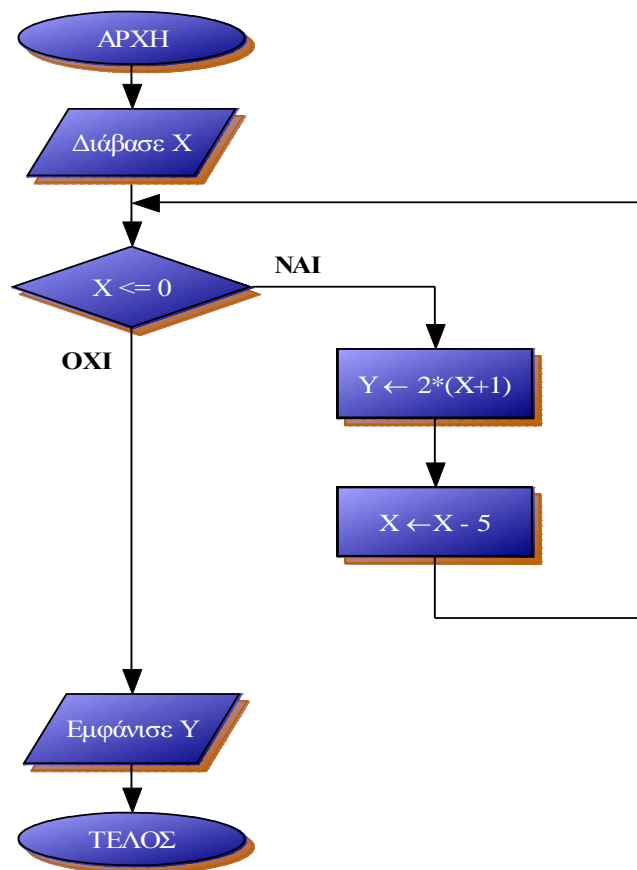 ΑΡΧΗ
Διάβασε Χ
Χ <= 0
ΝΑΙ
ΟΧΙ
Υ ← 2*(Χ+1)
Χ ←Χ - 5
Εμφάνισε Υ
ΤΕΛΟΣ